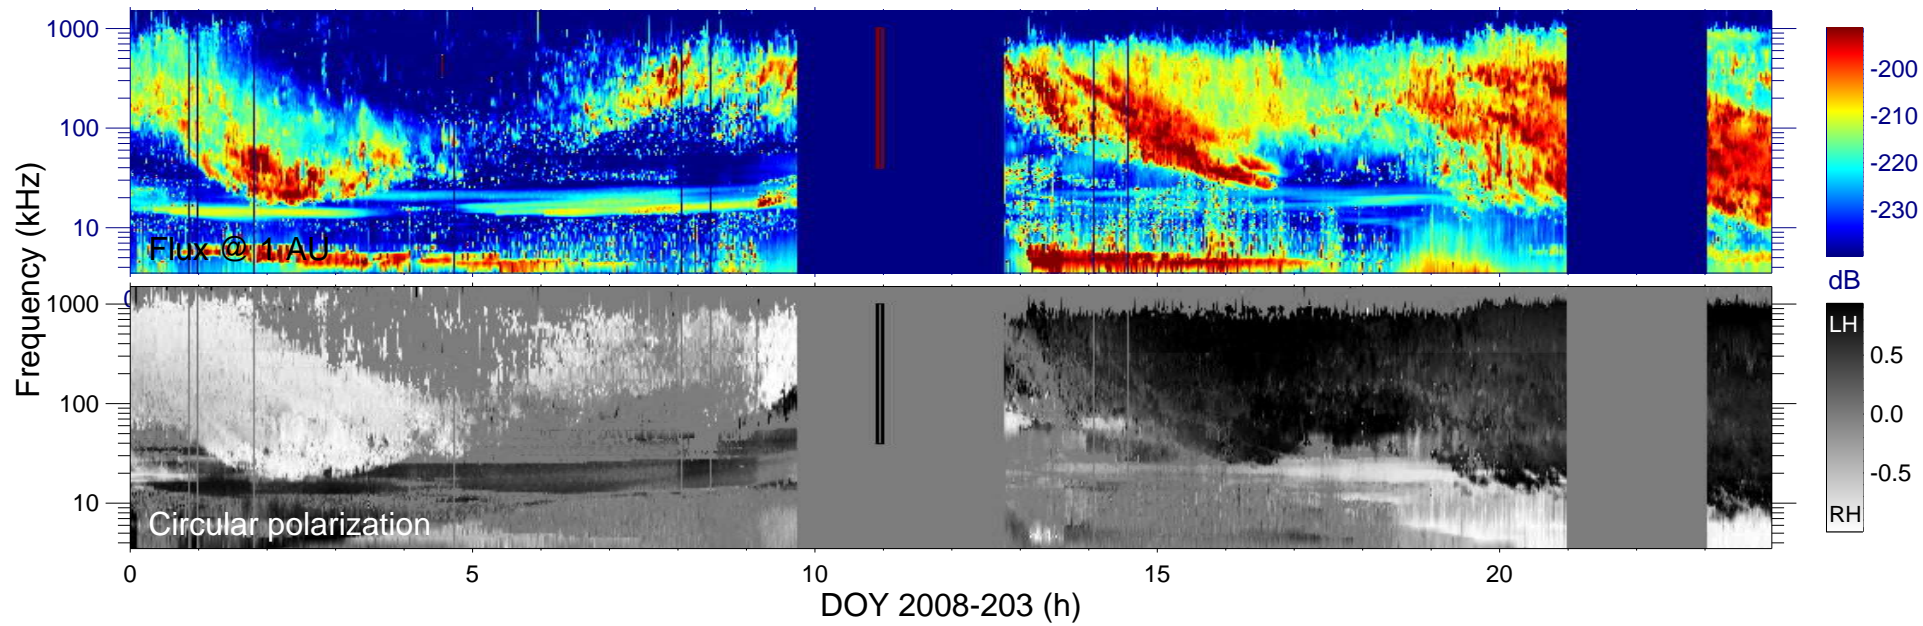 Frequency (kHz)
1000
100
10
Flux @ 1 AU
-200
-210
-220
-230
dB
0
1000
100
10
Circular polarization
LH
0.5
0.0
-0.5
RH
0
5
10
15
20
DOY 2008-203 (h)